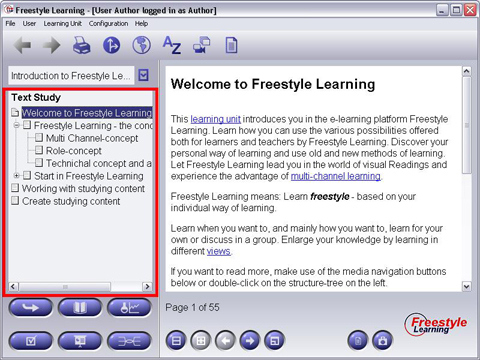 Freestyle Learning - [User Author logged in as Author]
File User Learning Unit Configuration Help
AZ
Introduction to Freestyle Le...
Text Study
Welcome to Freestyle Learning
Freestyle Learning - the conc
Multi Channel-concept
Role-concept
Technichal concept and a
Start in Freestyle Learning
Working with studying content
Create studying content
Welcome to Freestyle Learning
This learning unit introduces you in the e-learning platform Freestyle
Learning. Learn how you can use the various possibilities offered
both for learners and teachers by Freestyle Learning. Discover your
personal way of learning and use old and new methods of learning.
Let Freestyle Learning lead you in the world of visual Readings and
experience the advantage of multi-channel learning.
Freestyle Learning means: Learn freestyle - based on your
individual way of learning.
Learn when you want to, and mainly how you want to, learn for your
own or discuss in a group. Enlarge your knowledge by learning in
different views.
If you want to read more, make use of the media navigation buttons
below or double-click on the structure-tree on the left.
Page 1 of 55
Freestyle
Learning